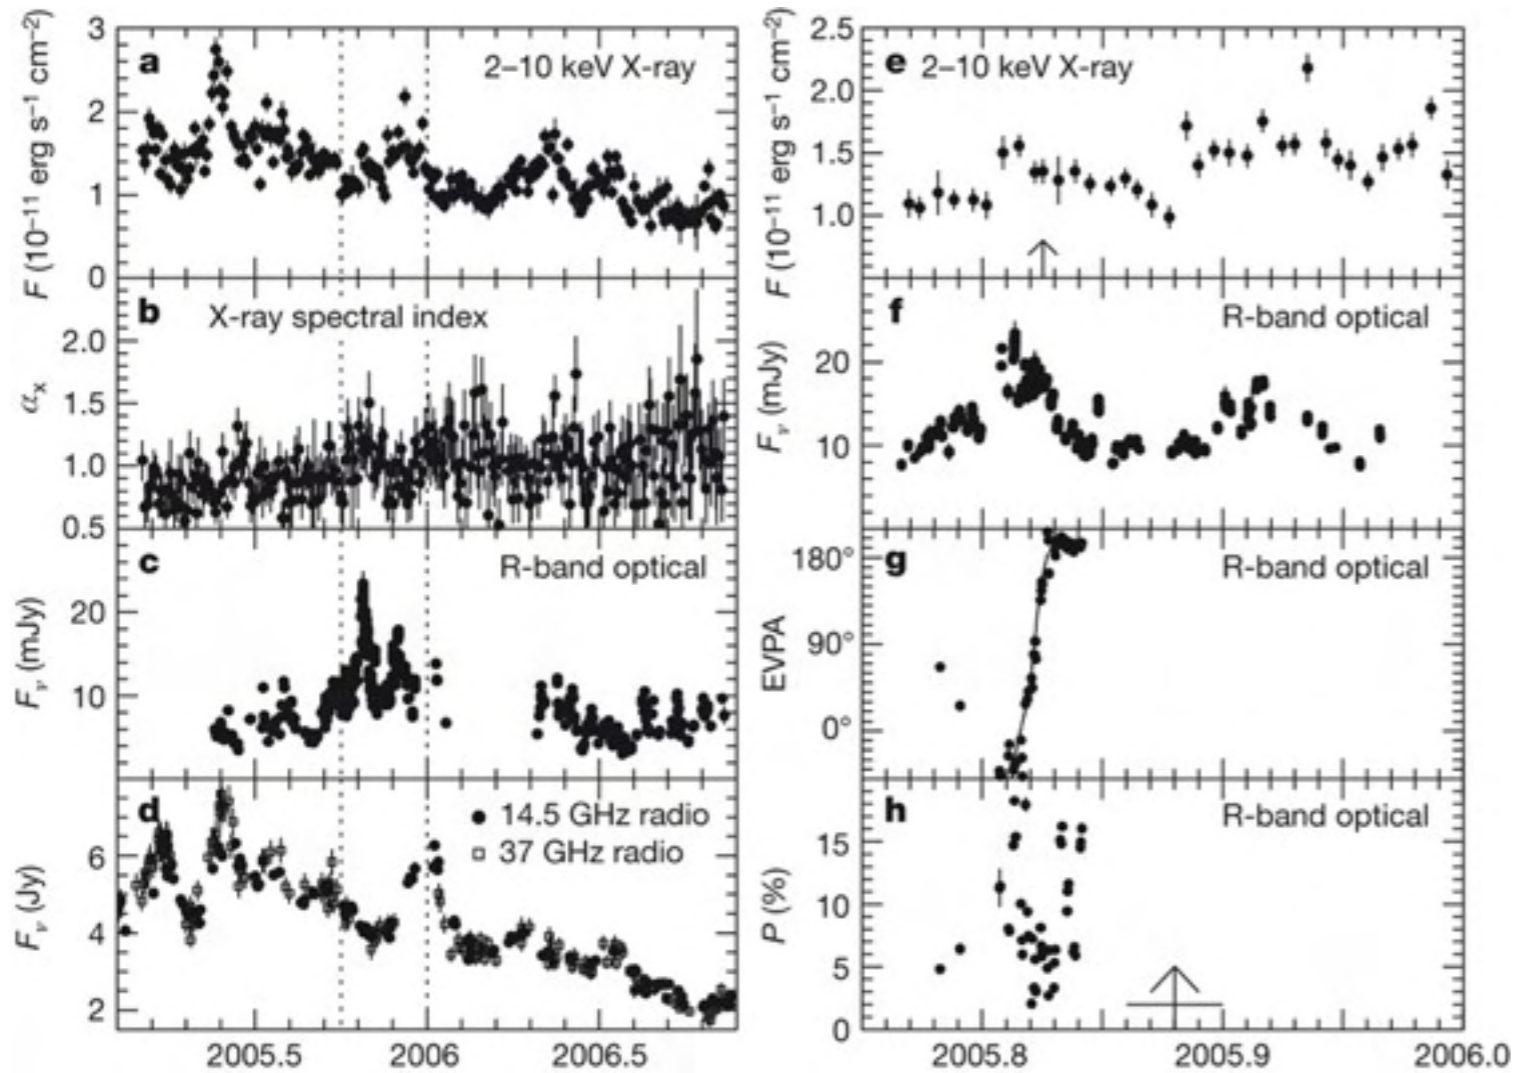 a
2–10 keV X-ray
F (10⁻¹¹ erg s⁻¹ cm⁻²)
3
2
1
0
b
X-ray spectral index
αx
2.0
1.5
1.0
0.5
c
R-band optical
Fν (mJy)
20
10
d
14.5 GHz radio
37 GHz radio
Fν (Jy)
6
4
2
2005.5
2006
2006.5
e
2–10 keV X-ray
F (10⁻¹¹ erg s⁻¹ cm⁻²)
2.5
2.0
1.5
1.0
f
R-band optical
Fν (mJy)
20
10
g
R-band optical
EVPA
180°
90°
0°
h
R-band optical
P (%)
15
10
5
0
2005.8
2005.9
2006.0